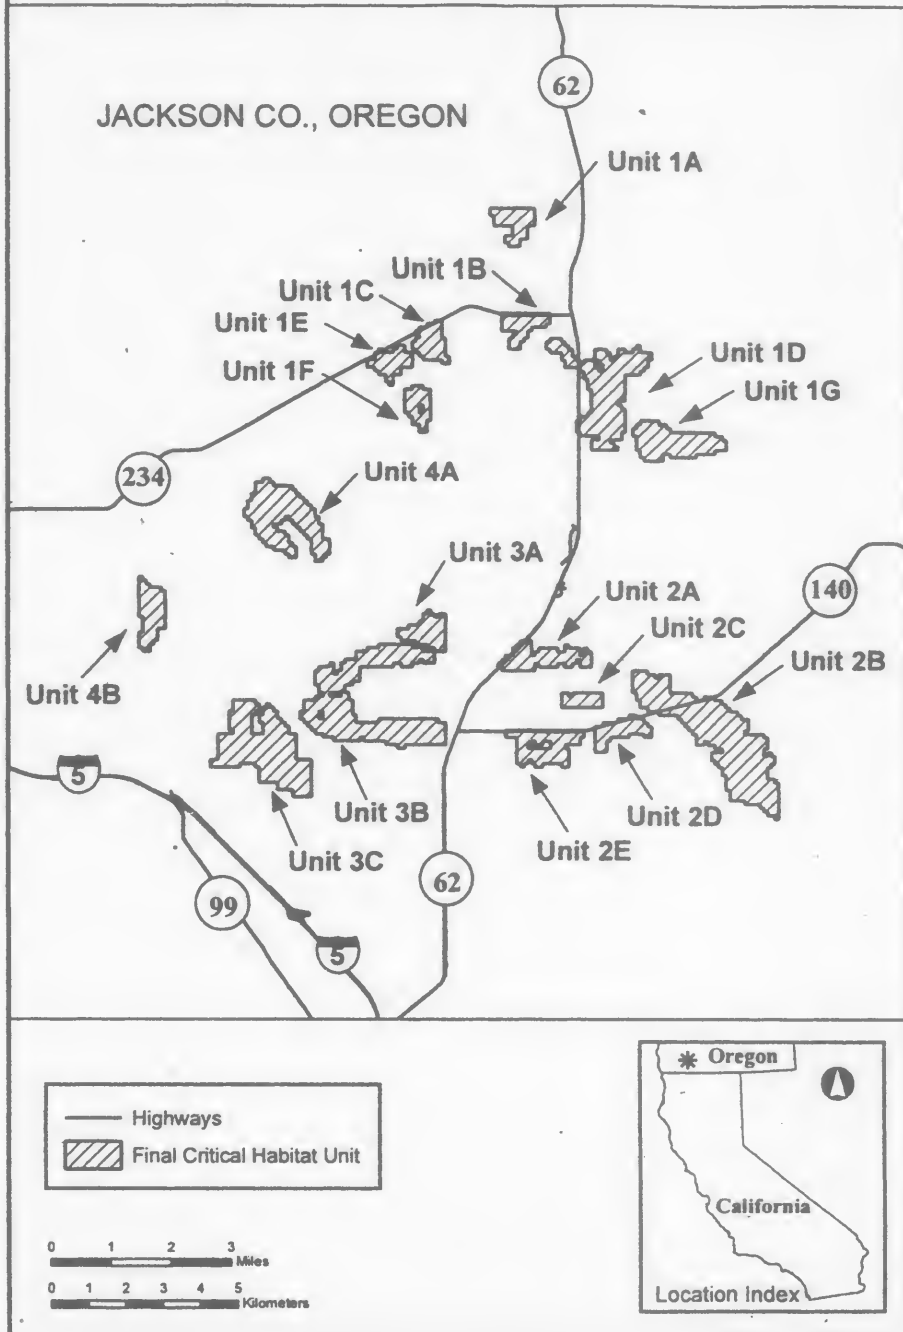 62
JACKSON CO., OREGON
Unit 1A
Unit 1B
Unit 1C
Unit 1E
Unit 1D
Unit 1F
Unit 1G
234
Unit 4A
Unit 3A
140
Unit 2A
Unit 2C
Unit 2B
Unit 4B
5
Unit 3B
Unit 2D
Unit 2E
Unit 3C
62
99
5
Highways
Final Critical Habitat Unit
0 1 2 3
Miles
0 1 2 3 4 5
Kilometers
Oregon
California
Location Index